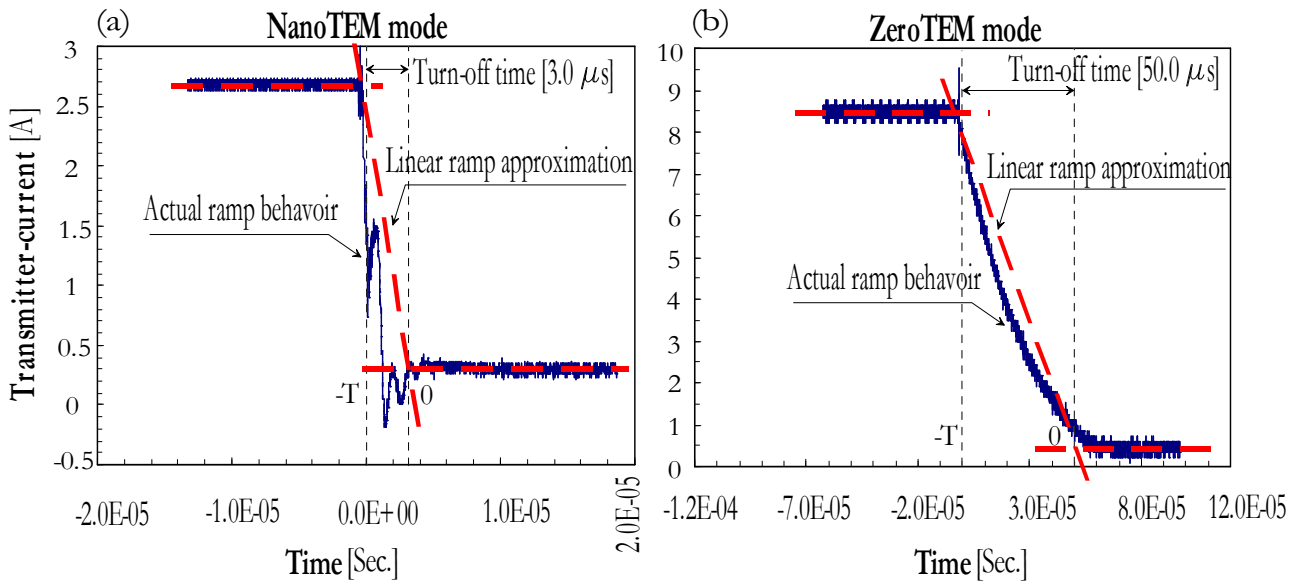 (a)
NanoTEM mode
Transmitter-current [A]
3
2.5
2
1.5
1
0.5
0
-0.5
Turn-off time [3.0 μs]
Linear ramp approximation
Actual ramp behavoir
-T
0
-2.0E-05
-1.0E-05
0.0E+00
1.0E-05
2.0E-05
Time [Sec.]
(b)
ZeroTEM mode
10
9
8
7
6
5
4
3
2
1
0
Turn-off time [50.0 μs]
Linear ramp approximation
Actual ramp behavoir
-T
0
-1.2E-04
-7.0E-05
-2.0E-05
3.0E-05
8.0E-05
12.0E-05
Time [Sec.]